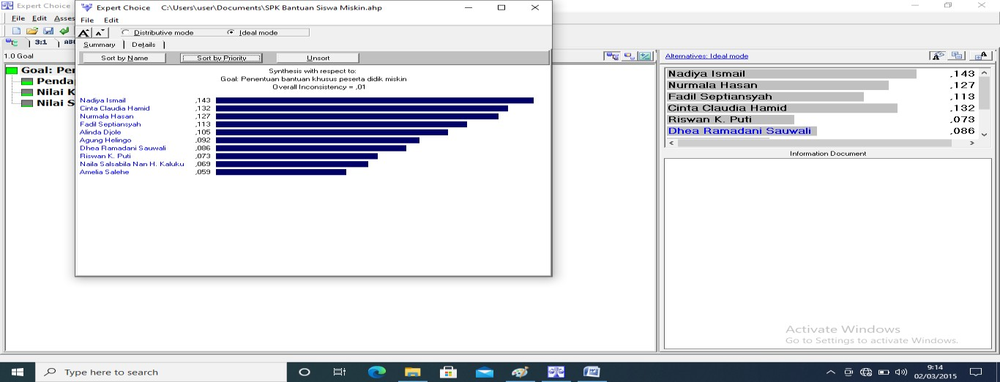 Expert Choice
File Edit Asses
3:1 ABC
1.0 Goal
Goal: Per
Penda
Nilai K
Nilai S
Expert Choice C:\Users\user\Documents\SPK Bantuan Siswa Miskin.ahp
File Edit
Distributive mode Ideal mode
Summary Details
Sort by Name Sort by Priority Unsort
Synthesis with respect to:
Goal: Penentuan bantuan khusus peserta didik miskin
Overall Inconsistency = ,01
Nadiya Ismail ,143
Cinta Claudia Hamid ,132
Nurmala Hasan ,127
Fadil Septiansyah ,113
Alinda Djole ,105
Agung Helingo ,092
Dhea Ramadani Sauwali ,086
Riswan K. Puti ,073
Naila Salsabila Nan H. Kaluku ,069
Amelia Salehe ,059
Alternatives: Ideal mode
Nadiya Ismail ,143
Nurmala Hasan ,127
Fadil Septiansyah ,113
Cinta Claudia Hamid ,132
Riswan K. Puti ,073
Dhea Ramadani Sauwali ,086
Information Document
Activate Windows
Go to Settings to activate Windows.
Type here to search
9:14
02/03/2015